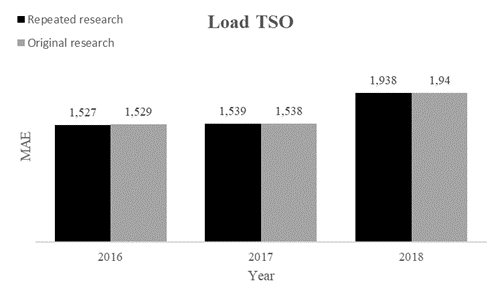 Load TSO
Repeated research
Original research
1,527
1,529
1,539
1,538
1,938
1,94
MAE
2016
2017
2018
Year